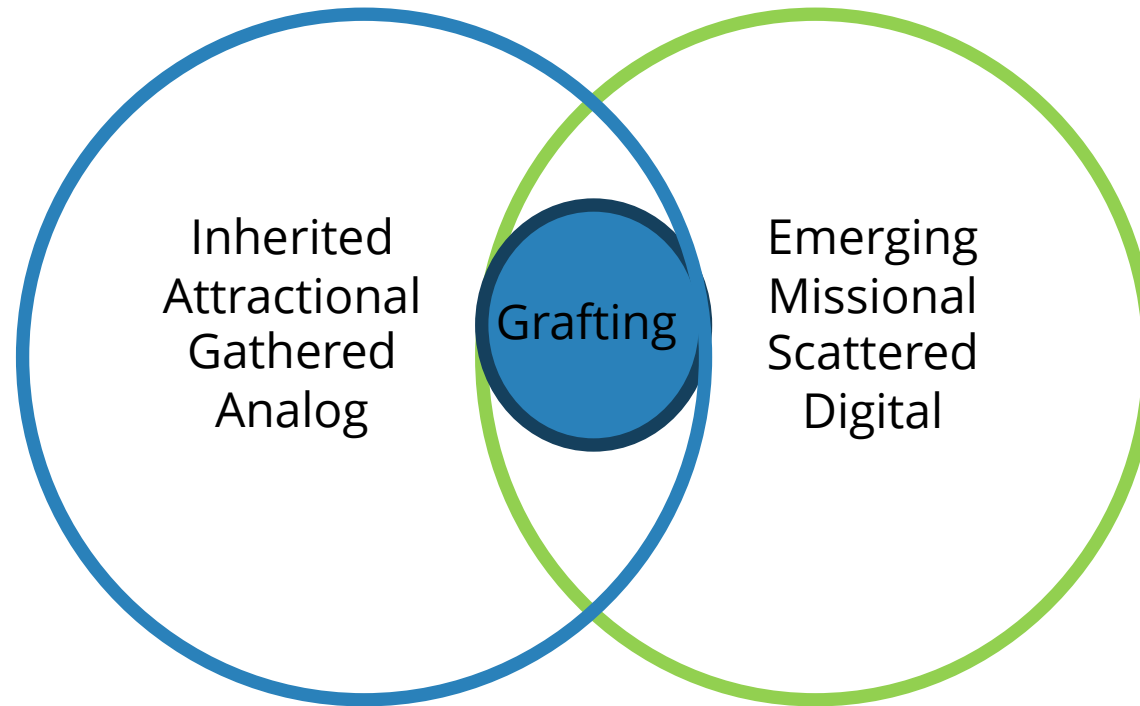 Inherited
Attractional
Gathered
Analog
Grafting
Emerging
Missional
Scattered
Digital